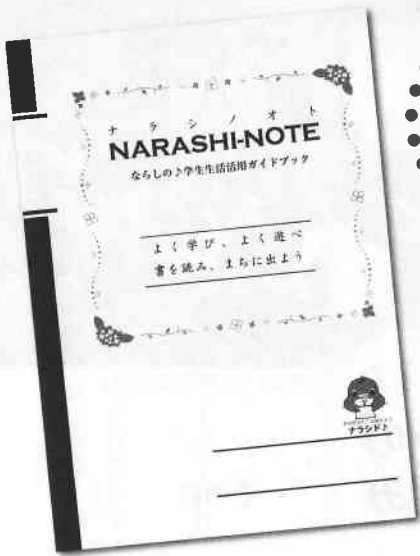 ナラシノオト
NARASHI-NOTE
ならしの♪学生生活活用ガイドブック
よく学び、よく遊べ
書を読み、まちに出よう
ナラシド♪